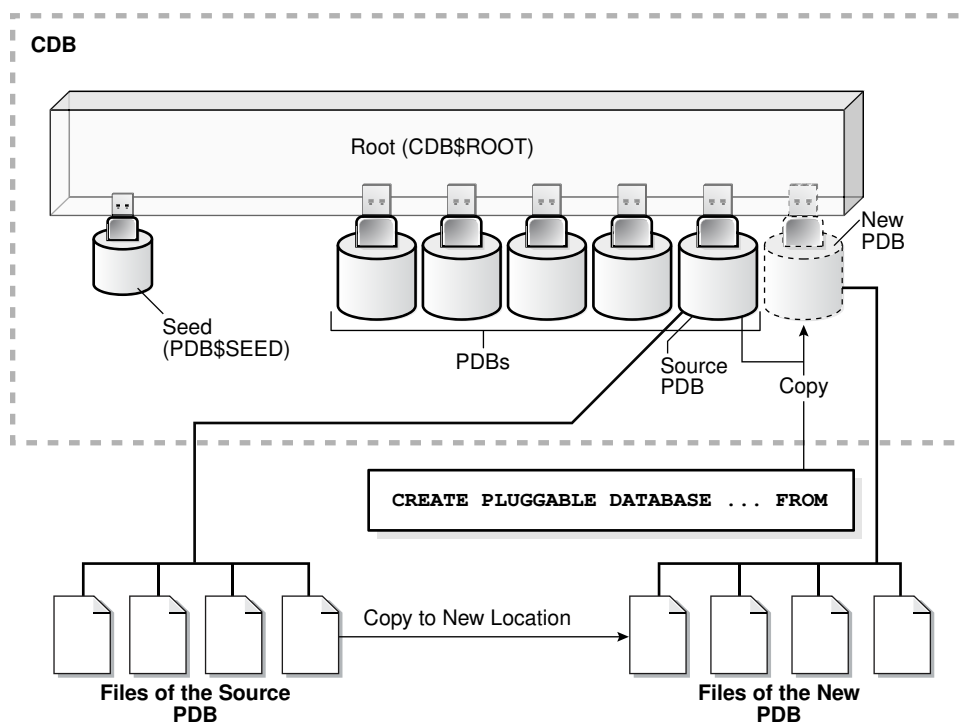 CDB
Root (CDB$ROOT)
New
PDB
Seed
(PDB$SEED)
PDBs
Source
PDB
Copy
CREATE PLUGGABLE DATABASE ... FROM
Copy to New Location
Files of the Source
PDB
Files of the New
PDB